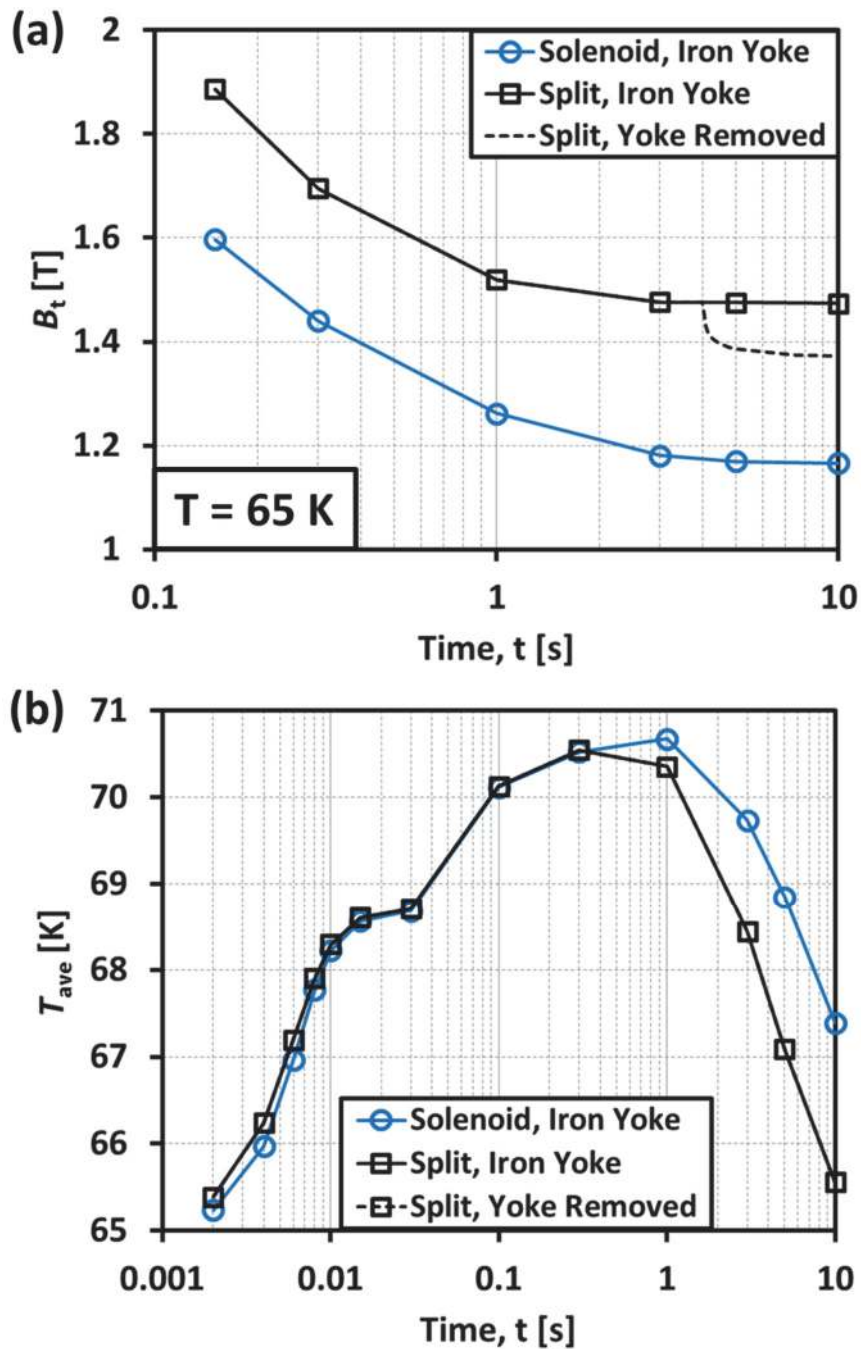 (a)
2
1.8
1.6
1.4
1.2
1
B_t [T]
Solenoid, Iron Yoke
Split, Iron Yoke
Split, Yoke Removed
T = 65 K
0.1 1 10
Time, t [s]
(b)
71
70
69
68
67
66
65
T_ave [K]
Solenoid, Iron Yoke
Split, Iron Yoke
Split, Yoke Removed
0.001 0.01 0.1 1 10
Time, t [s]